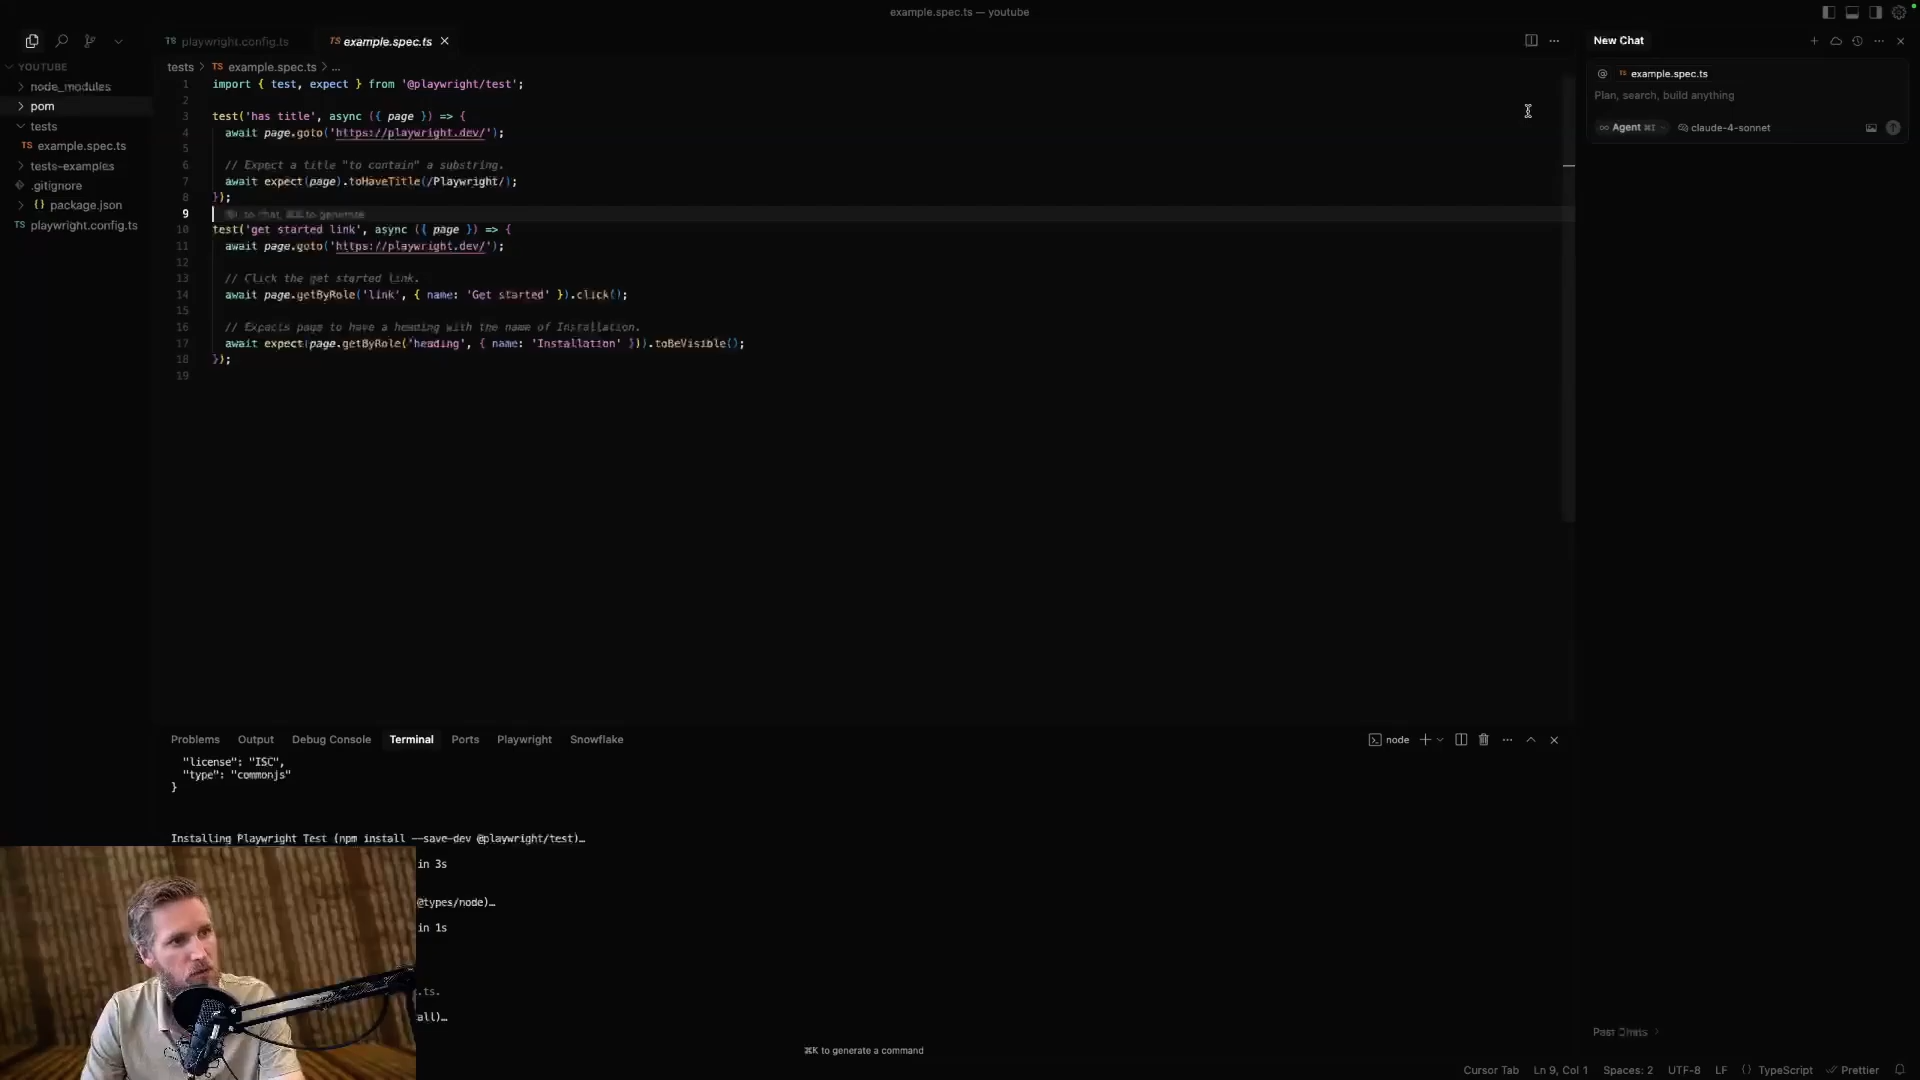 example.spec.ts — youtube
playwright.config.ts
TS example.spec.ts
New Chat
YOUTUBE
node_modules
pom
tests
example.spec.ts
tests-examples
.gitignore
{} package.json
TS playwright.config.ts
tests > TS example.spec.ts > ...
1 import { test, expect } from '@playwright/test';
2
3 test('has title', async ({ page }) => {
4 await page.goto('https://playwright.dev/');
5
6 // Expect a title "to contain" a substring.
7 await expect(page).toHaveTitle(/Playwright/);
8 });
9 to chat, ⌘K to generate
10 test('get started link', async ({ page }) => {
11 await page.goto('https://playwright.dev/');
12
13 // Click the get started link.
14 await page.getByRole('link', { name: 'Get started' }).click();
15
16 // Expects page to have a heading with the name of Installation.
17 await expect(page.getByRole('heading', { name: 'Installation' })).toBeVisible();
18 });
19
@ TS example.spec.ts
Plan, search, build anything
∞ Agent ⌘I claude-4-sonnet
Problems Output Debug Console Terminal Ports Playwright Snowflake
node
"license": "ISC",
"type": "commonjs"
}
Installing Playwright Test (npm install --save-dev @playwright/test)…
in 3s
@types/node)…
in 1s
.ts.
all)…
⌘K to generate a command
Past Chats >
Cursor Tab Ln 9, Col 1 Spaces: 2 UTF-8 LF {} TypeScript Prettier